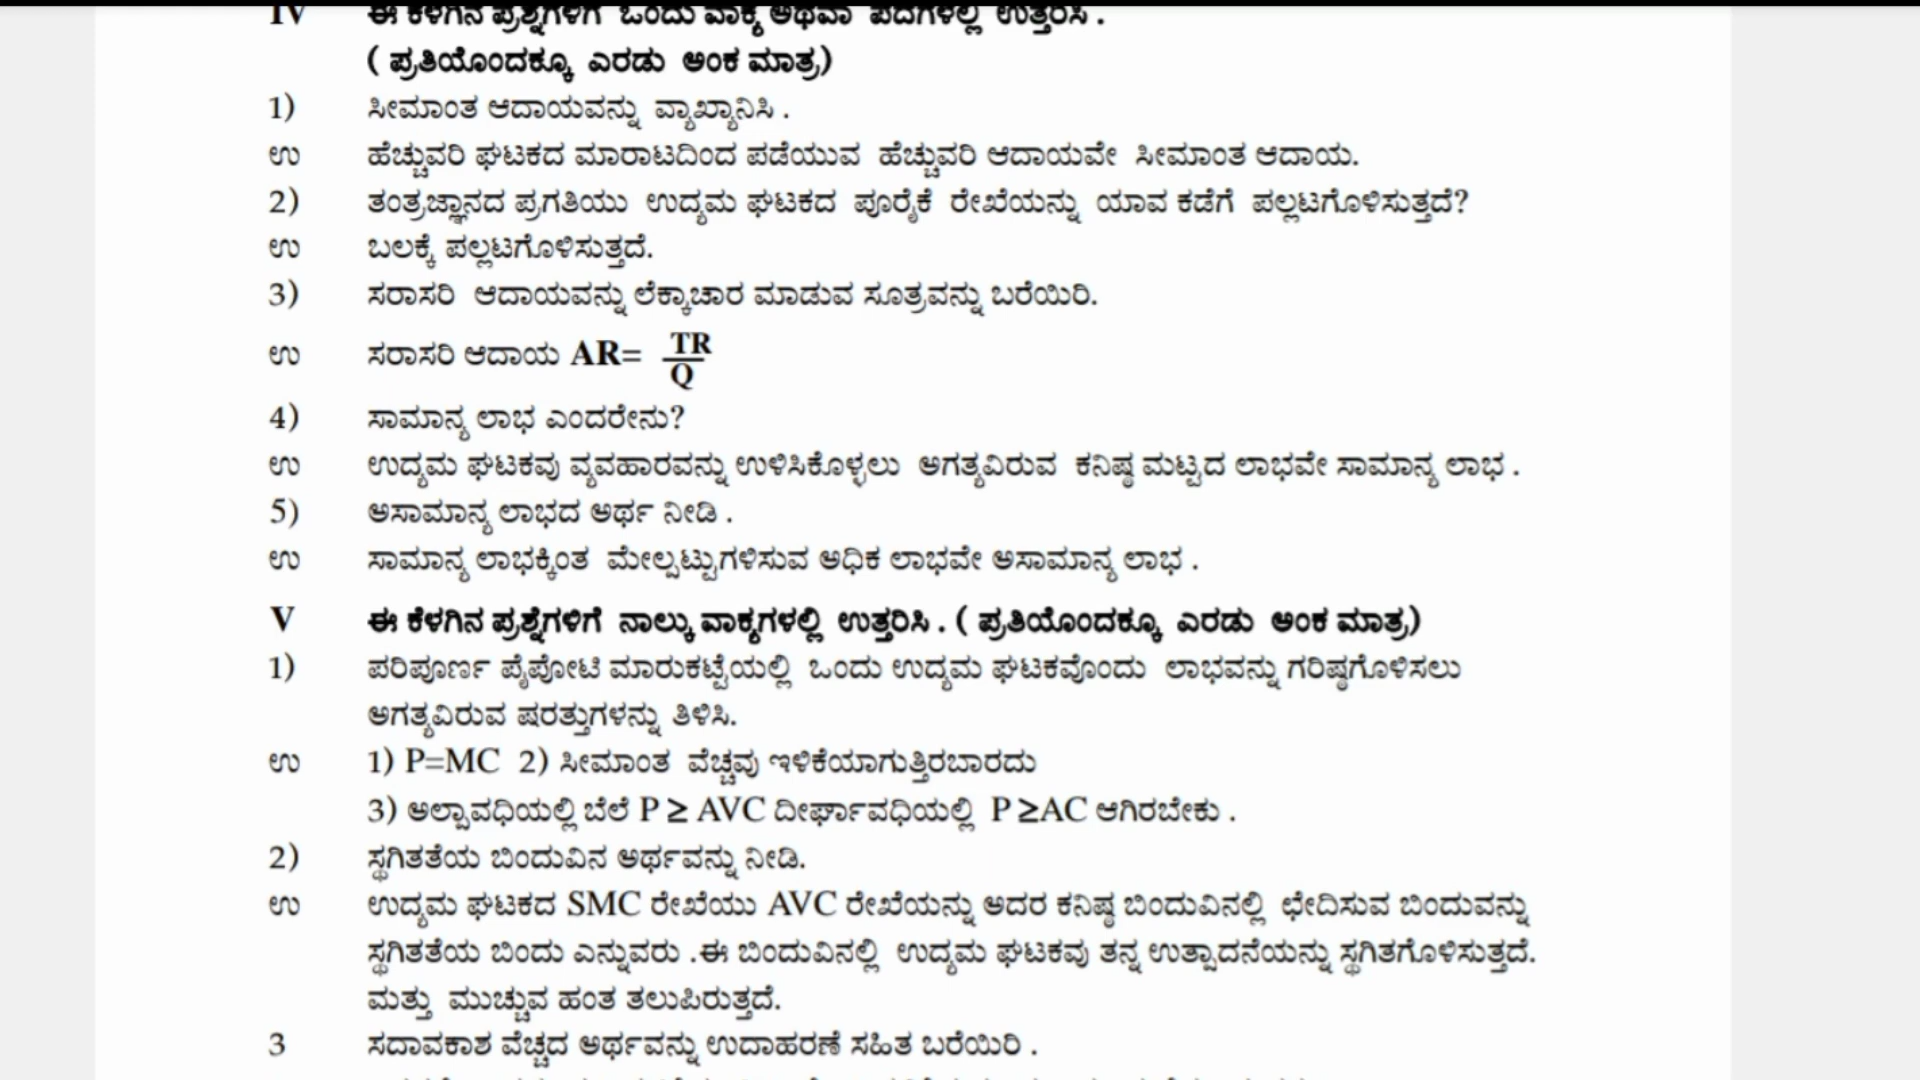 IV ಈ ಕೆಳಗಿನ ಪ್ರಶ್ನೆಗಳಿಗೆ ಒಂದು ವಾಕ್ಯ ಅಥವಾ ಪದಗಳಲ್ಲಿ ಉತ್ತರಿಸಿ .
( ಪ್ರತಿಯೊಂದಕ್ಕೂ ಎರಡು ಅಂಕ ಮಾತ್ರ)
1) ಸೀಮಾಂತ ಆದಾಯವನ್ನು ವ್ಯಾಖ್ಯಾನಿಸಿ .
ಉ ಹೆಚ್ಚುವರಿ ಘಟಕದ ಮಾರಾಟದಿಂದ ಪಡೆಯುವ ಹೆಚ್ಚುವರಿ ಆದಾಯವೇ ಸೀಮಾಂತ ಆದಾಯ.
2) ತಂತ್ರಜ್ಞಾನದ ಪ್ರಗತಿಯು ಉದ್ಯಮ ಘಟಕದ ಪೂರೈಕೆ ರೇಖೆಯನ್ನು ಯಾವ ಕಡೆಗೆ ಪಲ್ಲಟಗೊಳಿಸುತ್ತದೆ?
ಉ ಬಲಕ್ಕೆ ಪಲ್ಲಟಗೊಳಿಸುತ್ತದೆ.
3) ಸರಾಸರಿ ಆದಾಯವನ್ನು ಲೆಕ್ಕಾಚಾರ ಮಾಡುವ ಸೂತ್ರವನ್ನು ಬರೆಯಿರಿ.
ಉ ಸರಾಸರಿ ಆದಾಯ AR= TR/Q
4) ಸಾಮಾನ್ಯ ಲಾಭ ಎಂದರೇನು?
ಉ ಉದ್ಯಮ ಘಟಕವು ವ್ಯವಹಾರವನ್ನು ಉಳಿಸಿಕೊಳ್ಳಲು ಅಗತ್ಯವಿರುವ ಕನಿಷ್ಠ ಮಟ್ಟದ ಲಾಭವೇ ಸಾಮಾನ್ಯ ಲಾಭ .
5) ಅಸಾಮಾನ್ಯ ಲಾಭದ ಅರ್ಥ ನೀಡಿ .
ಉ ಸಾಮಾನ್ಯ ಲಾಭಕ್ಕಿಂತ ಮೇಲ್ಪಟ್ಟುಗಳಿಸುವ ಅಧಿಕ ಲಾಭವೇ ಅಸಾಮಾನ್ಯ ಲಾಭ .
V ಈ ಕೆಳಗಿನ ಪ್ರಶ್ನೆಗಳಿಗೆ ನಾಲ್ಕು ವಾಕ್ಯಗಳಲ್ಲಿ ಉತ್ತರಿಸಿ . ( ಪ್ರತಿಯೊಂದಕ್ಕೂ ಎರಡು ಅಂಕ ಮಾತ್ರ)
1) ಪರಿಪೂರ್ಣ ಪೈಪೋಟಿ ಮಾರುಕಟ್ಟೆಯಲ್ಲಿ ಒಂದು ಉದ್ಯಮ ಘಟಕವೊಂದು ಲಾಭವನ್ನು ಗರಿಷ್ಠಗೊಳಿಸಲು
ಅಗತ್ಯವಿರುವ ಷರತ್ತುಗಳನ್ನು ತಿಳಿಸಿ.
ಉ 1) P=MC 2) ಸೀಮಾಂತ ವೆಚ್ಚವು ಇಳಿಕೆಯಾಗುತ್ತಿರಬಾರದು
3) ಅಲ್ಪಾವಧಿಯಲ್ಲಿ ಬೆಲೆ P ≥ AVC ದೀರ್ಘಾವಧಿಯಲ್ಲಿ P ≥AC ಆಗಿರಬೇಕು .
2) ಸ್ಥಗಿತತೆಯ ಬಿಂದುವಿನ ಅರ್ಥವನ್ನು ನೀಡಿ.
ಉ ಉದ್ಯಮ ಘಟಕದ SMC ರೇಖೆಯು AVC ರೇಖೆಯನ್ನು ಅದರ ಕನಿಷ್ಠ ಬಿಂದುವಿನಲ್ಲಿ ಛೇದಿಸುವ ಬಿಂದುವನ್ನು
ಸ್ಥಗಿತತೆಯ ಬಿಂದು ಎನ್ನುವರು .ಈ ಬಿಂದುವಿನಲ್ಲಿ ಉದ್ಯಮ ಘಟಕವು ತನ್ನ ಉತ್ಪಾದನೆಯನ್ನು ಸ್ಥಗಿತಗೊಳಿಸುತ್ತದೆ.
ಮತ್ತು ಮುಚ್ಚುವ ಹಂತ ತಲುಪಿರುತ್ತದೆ.
3 ಸದಾವಕಾಶ ವೆಚ್ಚದ ಅರ್ಥವನ್ನು ಉದಾಹರಣೆ ಸಹಿತ ಬರೆಯಿರಿ .